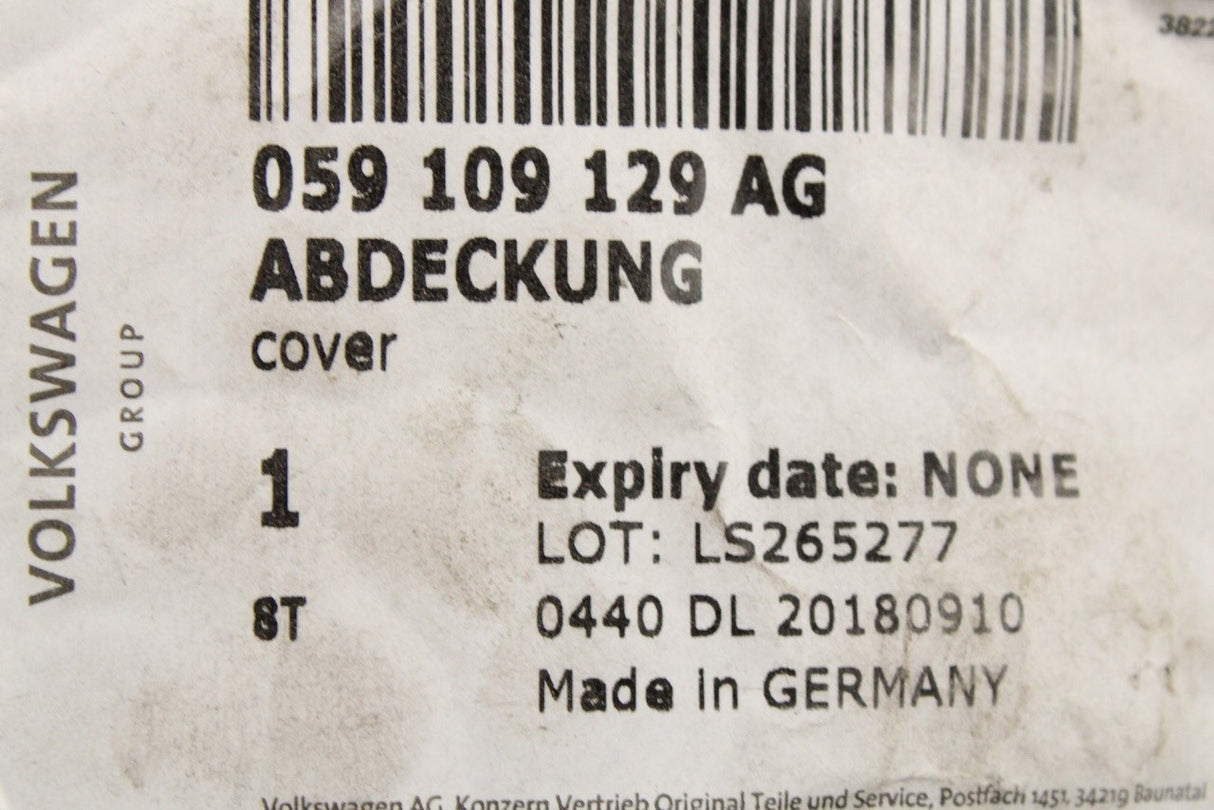 3822
059 109 129 AG
ABDECKUNG
cover
VOLKSWAGEN
GROUP
1
Expiry date: NONE
LOT: LS265277
ST
0440 DL 20180910
Made in GERMANY
Volkswagen AG, Konzern Vertrieb Original Teile und Service, Postfach 1451, 34219 Baunatal